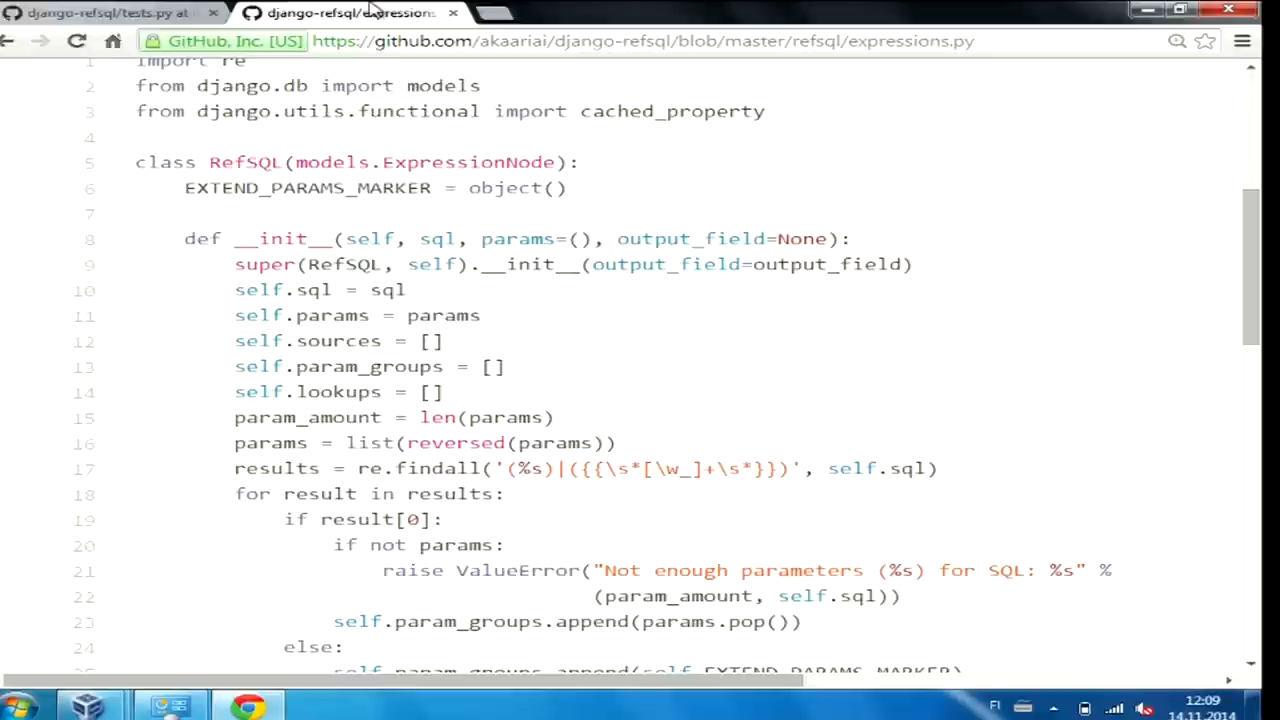 django-refsql/tests.py at
django-refsql/expressions
GitHub, Inc. [US]
https://github.com/akaariai/django-refsql/blob/master/refsql/expressions.py
1 import re
2 from django.db import models
3 from django.utils.functional import cached_property
4
5 class RefSQL(models.ExpressionNode):
6 EXTEND_PARAMS_MARKER = object()
7
8 def __init__(self, sql, params=(), output_field=None):
9 super(RefSQL, self).__init__(output_field=output_field)
10 self.sql = sql
11 self.params = params
12 self.sources = []
13 self.param_groups = []
14 self.lookups = []
15 param_amount = len(params)
16 params = list(reversed(params))
17 results = re.findall('(%s)|({{\s*[\w_]+\s*}})', self.sql)
18 for result in results:
19 if result[0]:
20 if not params:
21 raise ValueError("Not enough parameters (%s) for SQL: %s" %
22 (param_amount, self.sql))
23 self.param_groups.append(params.pop())
24 else:
25 self.param_groups.append(self.EXTEND_PARAMS_MARKER)
FI
12:09
14.11.2014